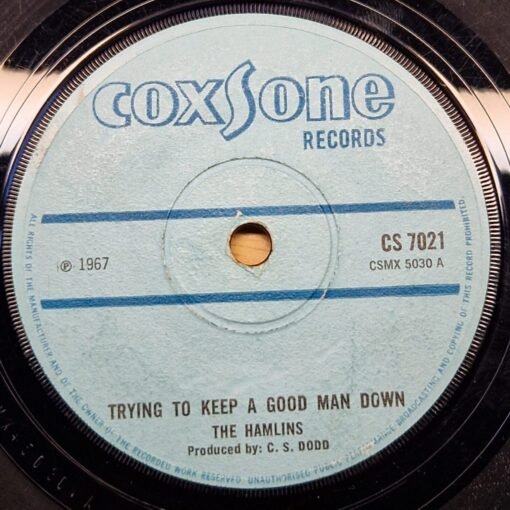 coxsone
RECORDS
CS 7021
℗ 1967
CSMX 5030 A
TRYING TO KEEP A GOOD MAN DOWN
THE HAMLINS
Produced by: C. S. DODD
ALL RIGHTS OF THE MANUFACTURER AND OF THE OWNER OF THE RECORDED WORK RESERVED. UNAUTHORISED PUBLIC PERFORMANCE BROADCASTING AND COPYING OF THIS RECORD PROHIBITED.